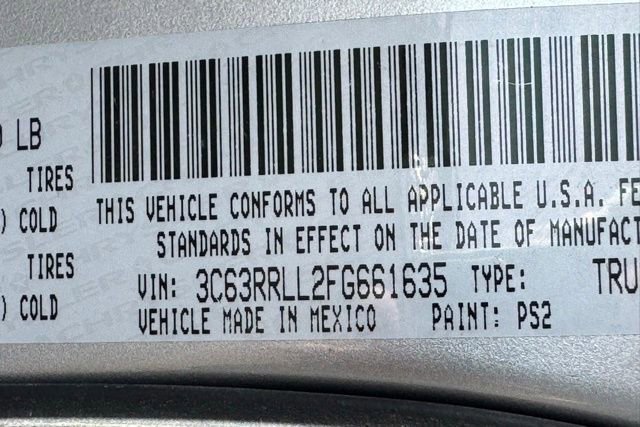 LB
TIRES
COLD
TIRES
COLD
THIS VEHICLE CONFORMS TO ALL APPLICABLE U.S.A. FE
STANDARDS IN EFFECT ON THE DATE OF MANUFACT
VIN: 3C63RRLL2FG661635 TYPE: TRU
VEHICLE MADE IN MEXICO PAINT: PS2